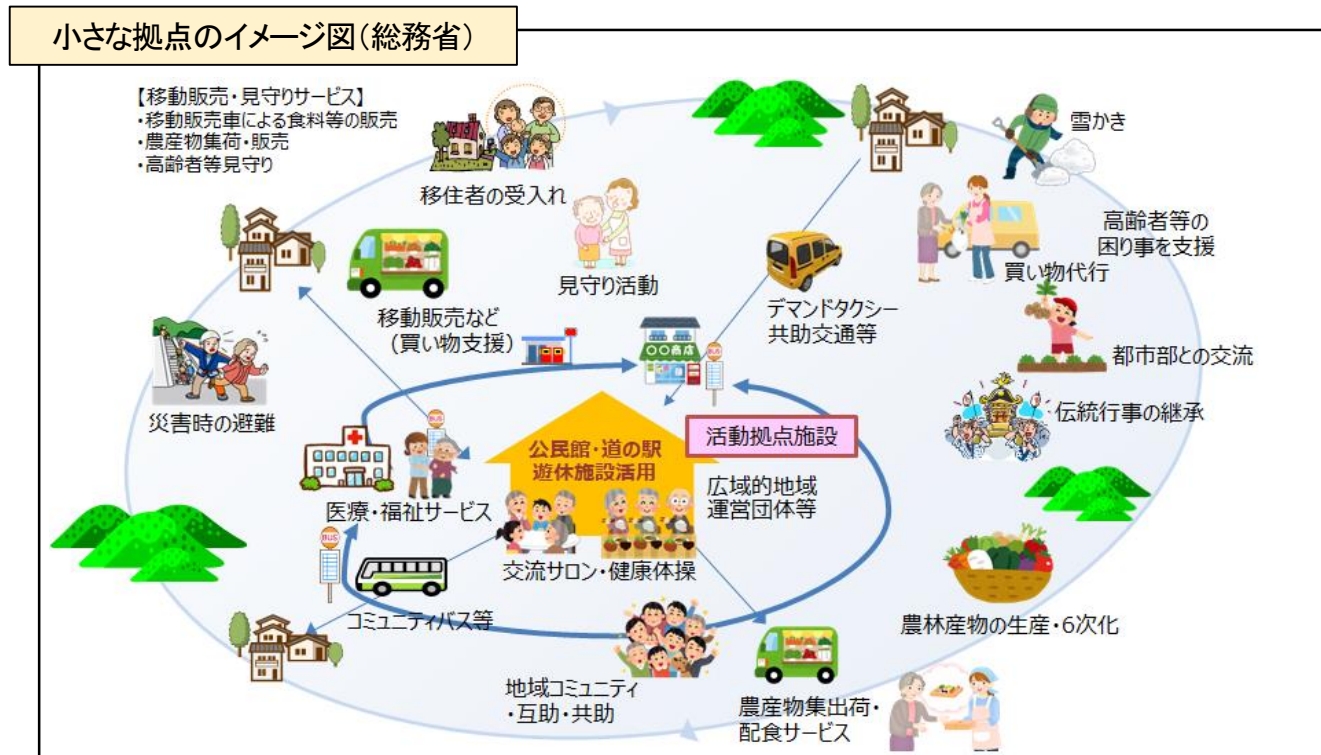 小さな拠点のイメージ図(総務省)
【移動販売・見守りサービス】
・移動販売車による食料等の販売
・農産物集荷・販売
・高齢者等見守り
移住者の受入れ
雪かき
見守り活動
高齢者等の
困り事を支援
買い物代行
移動販売など
(買い物支援)
デマンドタクシー
共助交通等
〇〇商店
BUS
都市部との交流
災害時の避難
伝統行事の継承
活動拠点施設
公民館・道の駅
遊休施設活用
BUS
医療・福祉サービス
広域的地域
運営団体等
BUS
交流サロン・健康体操
コミュニティバス等
農林産物の生産・6次化
地域コミュニティ
・互助・共助
農産物集出荷・
配食サービス